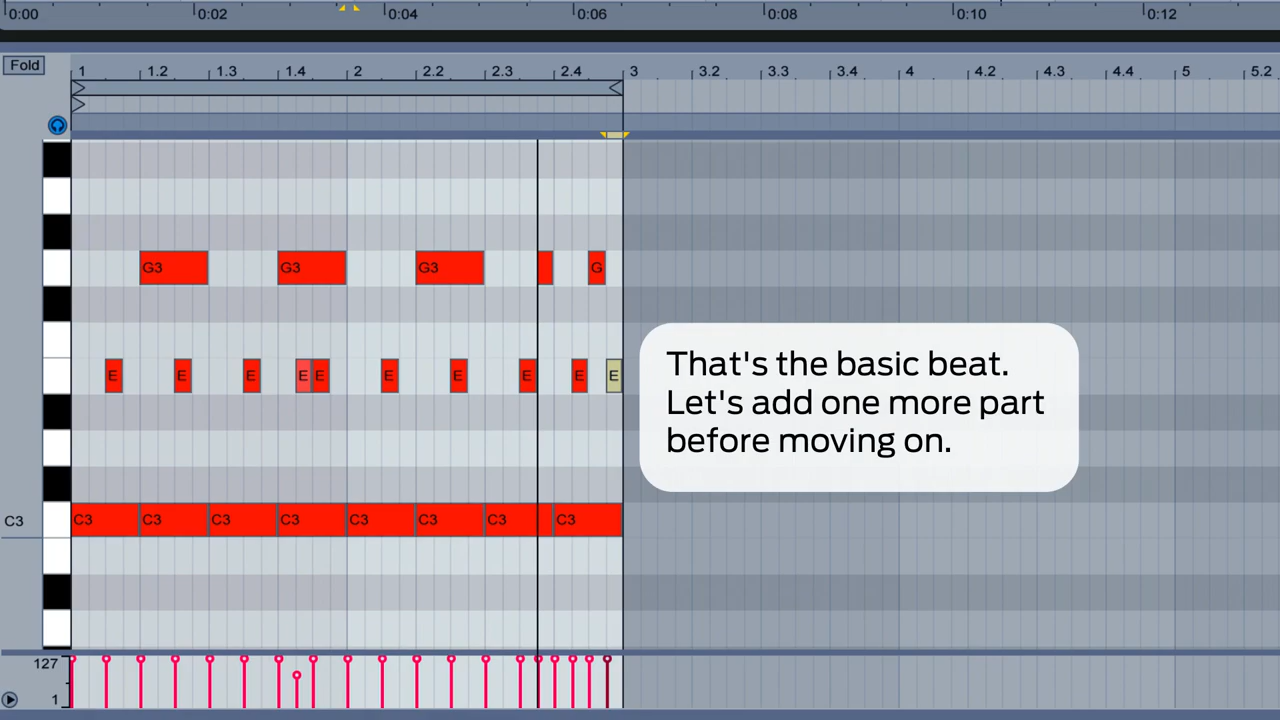 0:00 0:02 0:04 0:06 0:08 0:10 0:12
Fold
1 1.2 1.3 1.4 2 2.2 2.3 2.4 3 3.2 3.3 3.4 4 4.2 4.3 4.4 5 5.2
G3 G3 G3 G
E E E E E E E E E E
That's the basic beat.
Let's add one more part
before moving on.
C3 C3 C3 C3 C3 C3 C3 C3 C3
127
1